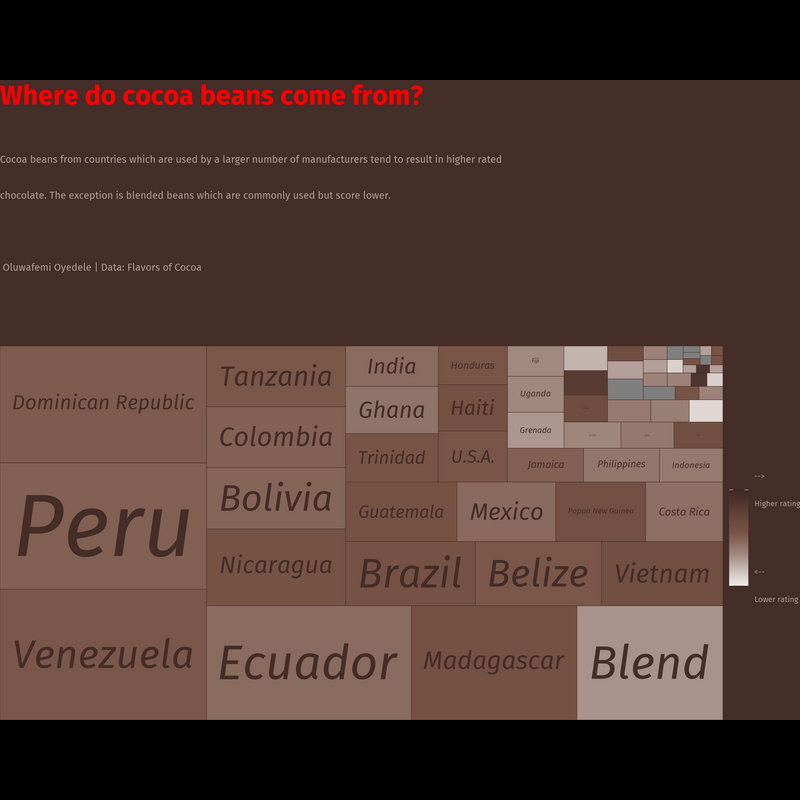 Where do cocoa beans come from?
Cocoa beans from countries which are used by a larger number of manufacturers tend to result in higher rated
chocolate. The exception is blended beans which are commonly used but score lower.
Oluwafemi Oyedele | Data: Flavors of Cocoa
Dominican Republic
Peru
Venezuela
Tanzania
Colombia
Bolivia
Nicaragua
Ecuador
Madagascar
Blend
India
Ghana
Trinidad
Honduras
Haiti
U.S.A.
Guatemala
Mexico
Papua New Guinea
Costa Rica
Brazil
Belize
Vietnam
Fiji
Uganda
Grenada
Jamaica
Philippines
Indonesia
-->
Higher rating
<--
Lower rating